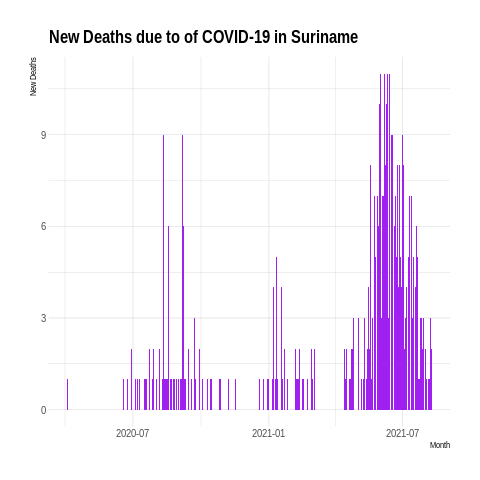 New Deaths due to of COVID-19 in Suriname
New Deaths
9
6
3
0
2020-07
2021-01
2021-07
Month